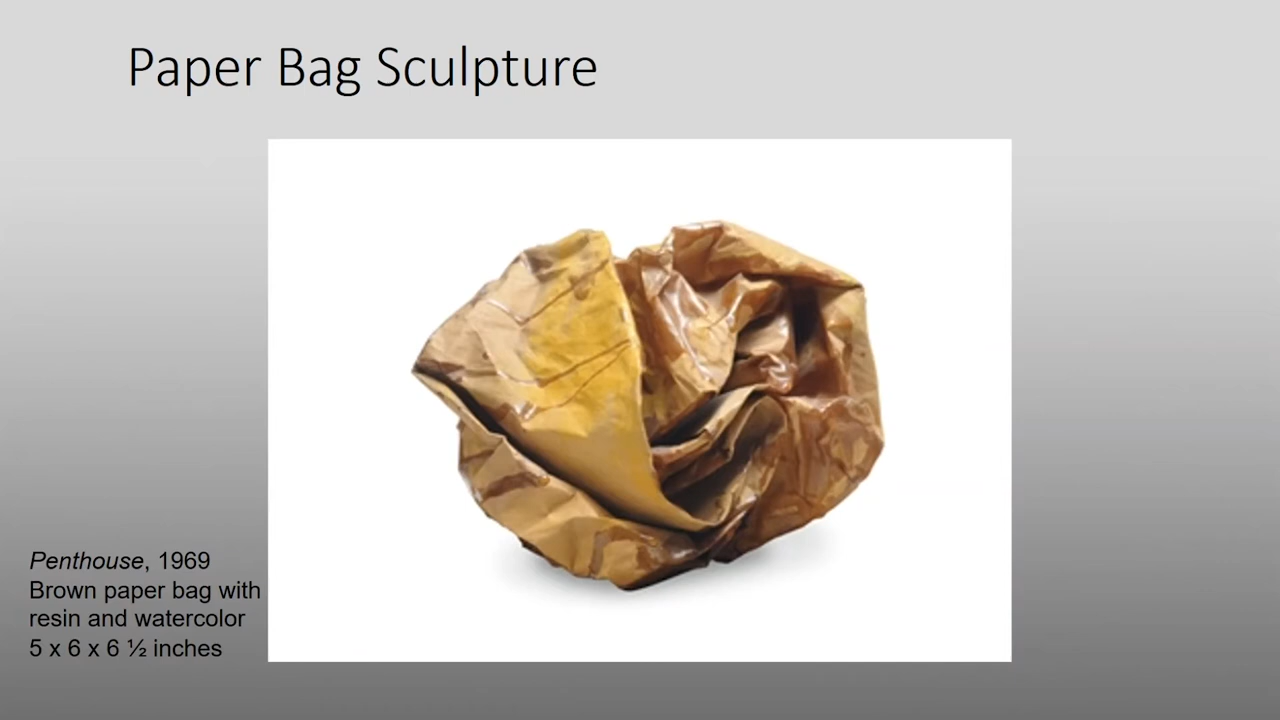 Paper Bag Sculpture
Penthouse, 1969
Brown paper bag with
resin and watercolor
5 x 6 x 6 ½ inches